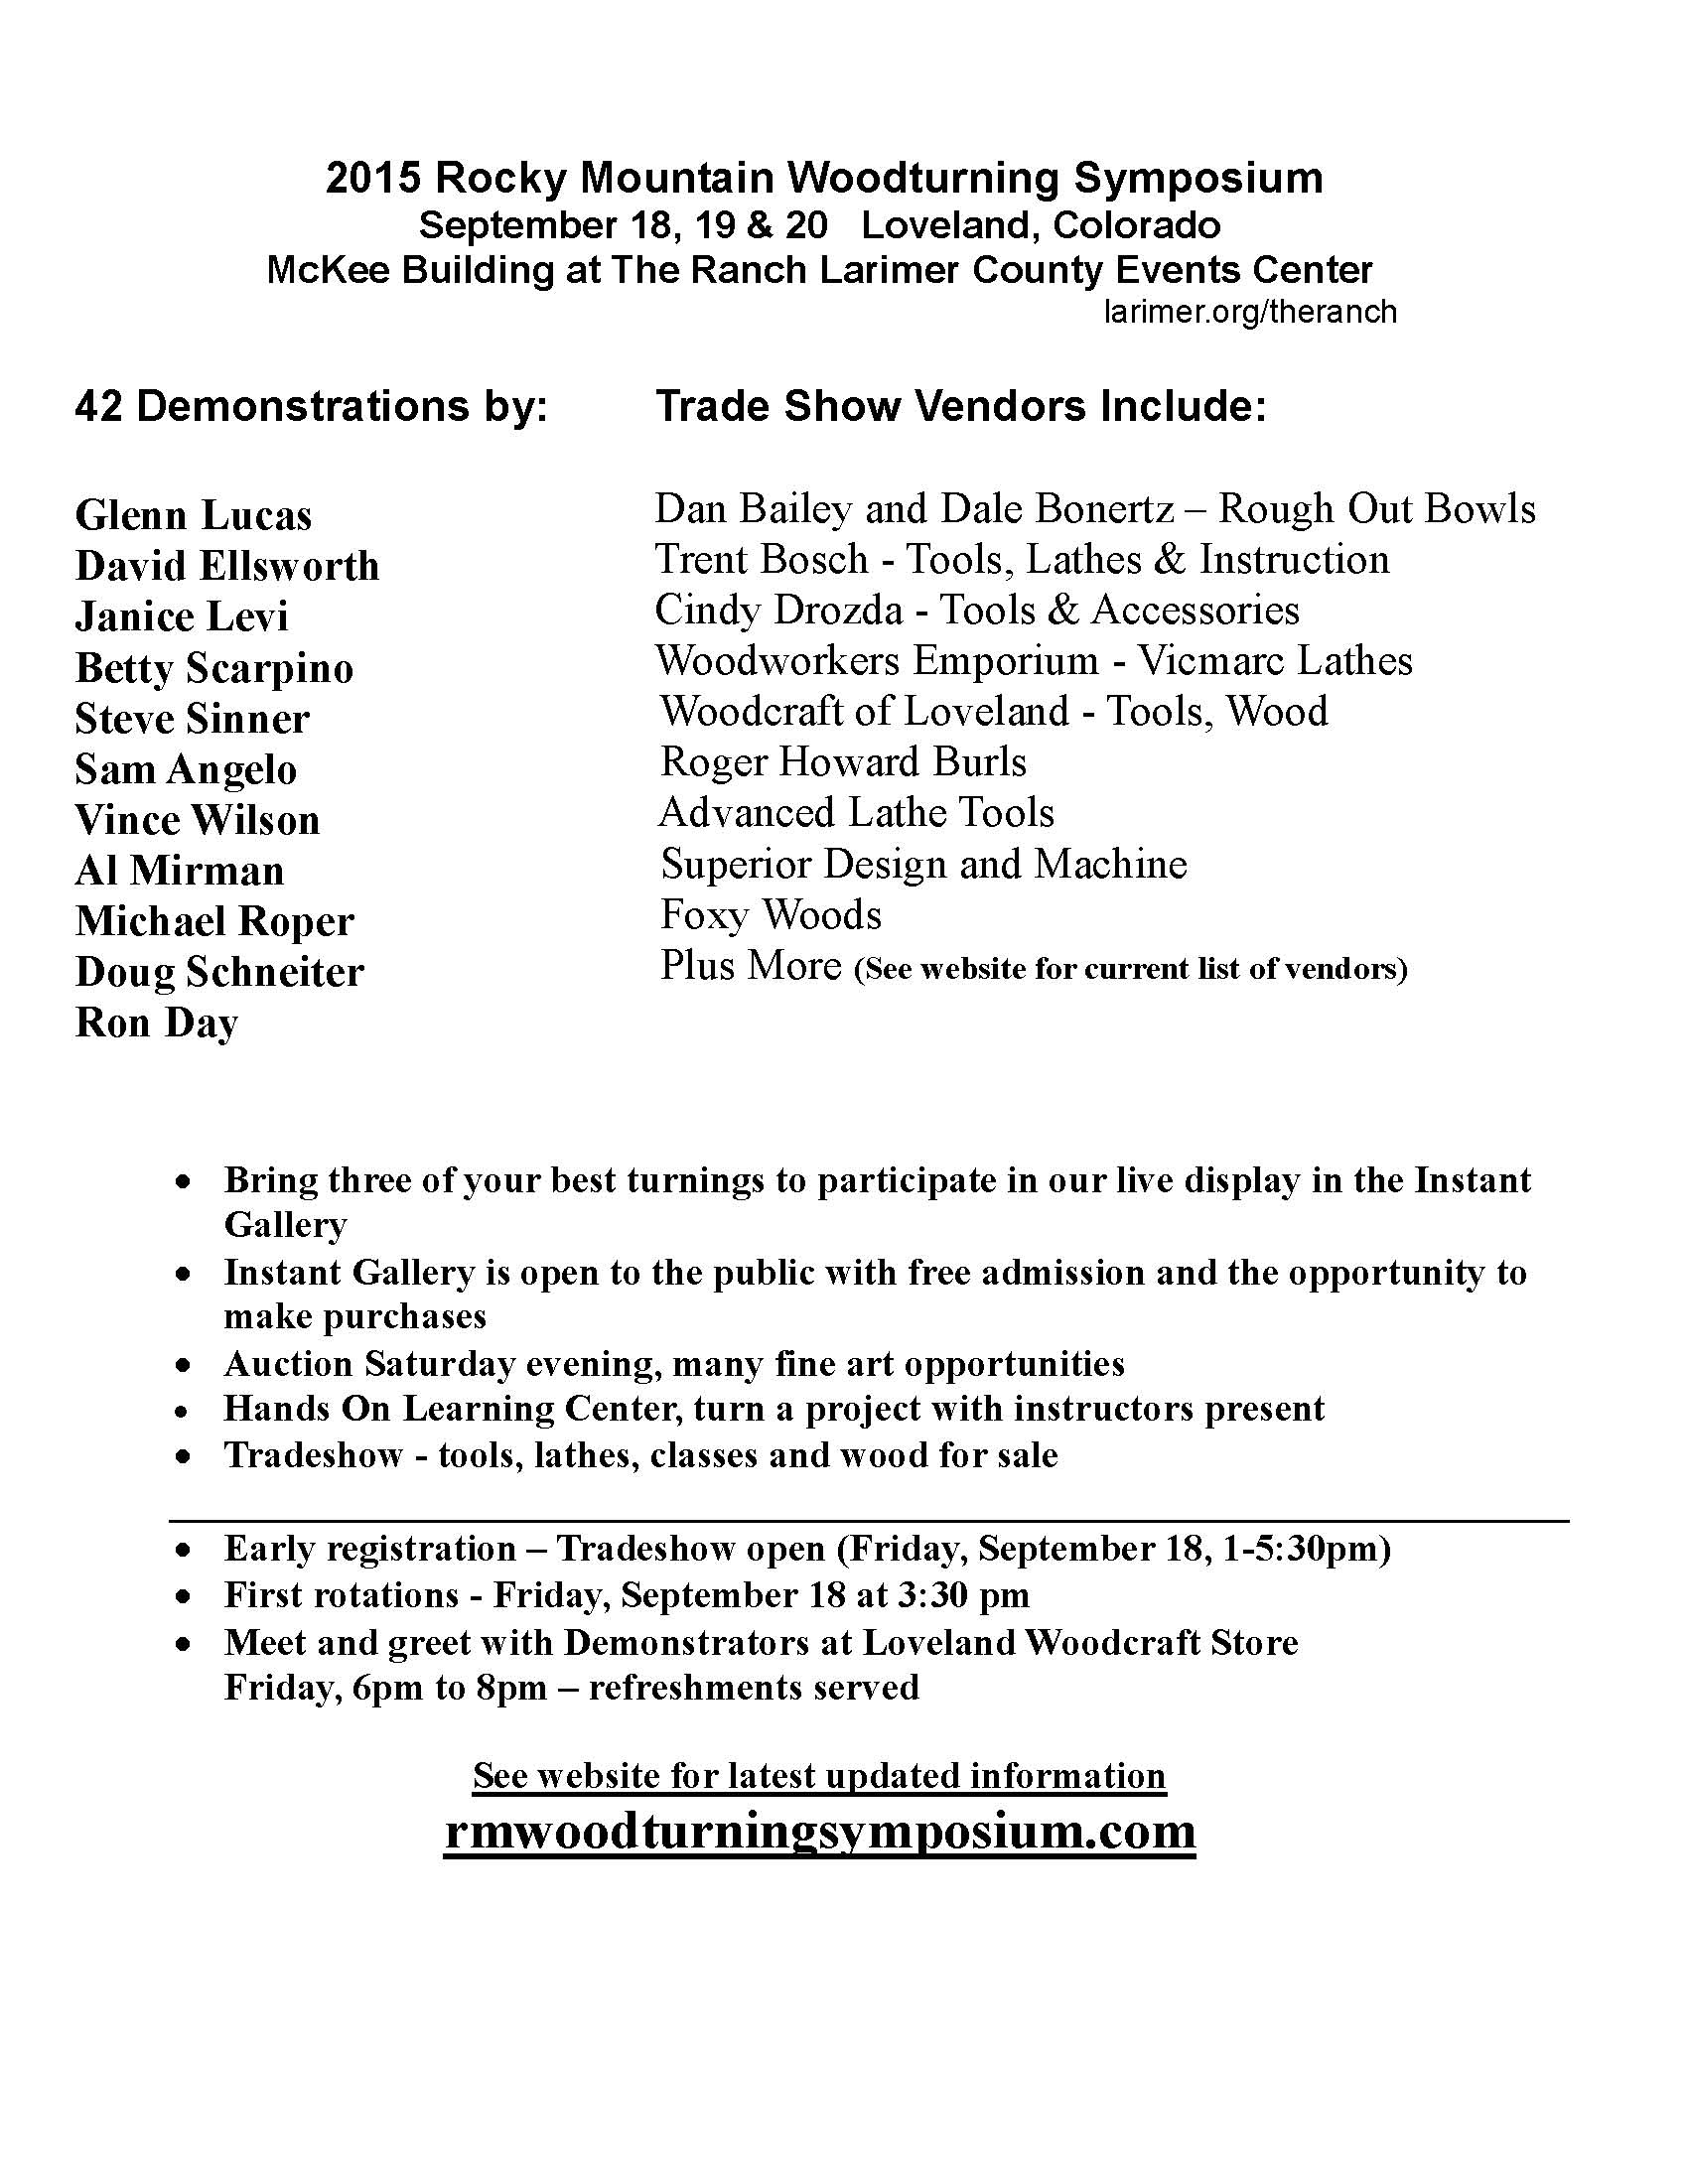 2015 Rocky Mountain Woodturning Symposium
September 18, 19 & 20   Loveland, Colorado
McKee Building at The Ranch Larimer County Events Center
larimer.org/theranch
42 Demonstrations by:
Glenn Lucas
David Ellsworth
Janice Levi
Betty Scarpino
Steve Sinner
Sam Angelo
Vince Wilson
Al Mirman
Michael Roper
Doug Schneiter
Ron Day
Trade Show Vendors Include:
Dan Bailey and Dale Bonertz – Rough Out Bowls
Trent Bosch - Tools, Lathes & Instruction
Cindy Drozda - Tools & Accessories
Woodworkers Emporium - Vicmarc Lathes
Woodcraft of Loveland - Tools, Wood
Roger Howard Burls
Advanced Lathe Tools
Superior Design and Machine
Foxy Woods
Plus More (See website for current list of vendors)
• Bring three of your best turnings to participate in our live display in the Instant
Gallery
• Instant Gallery is open to the public with free admission and the opportunity to
make purchases
• Auction Saturday evening, many fine art opportunities
• Hands On Learning Center, turn a project with instructors present
• Tradeshow - tools, lathes, classes and wood for sale
• Early registration – Tradeshow open (Friday, September 18, 1-5:30pm)
• First rotations - Friday, September 18 at 3:30 pm
• Meet and greet with Demonstrators at Loveland Woodcraft Store
Friday, 6pm to 8pm – refreshments served
See website for latest updated information
rmwoodturningsymposium.com